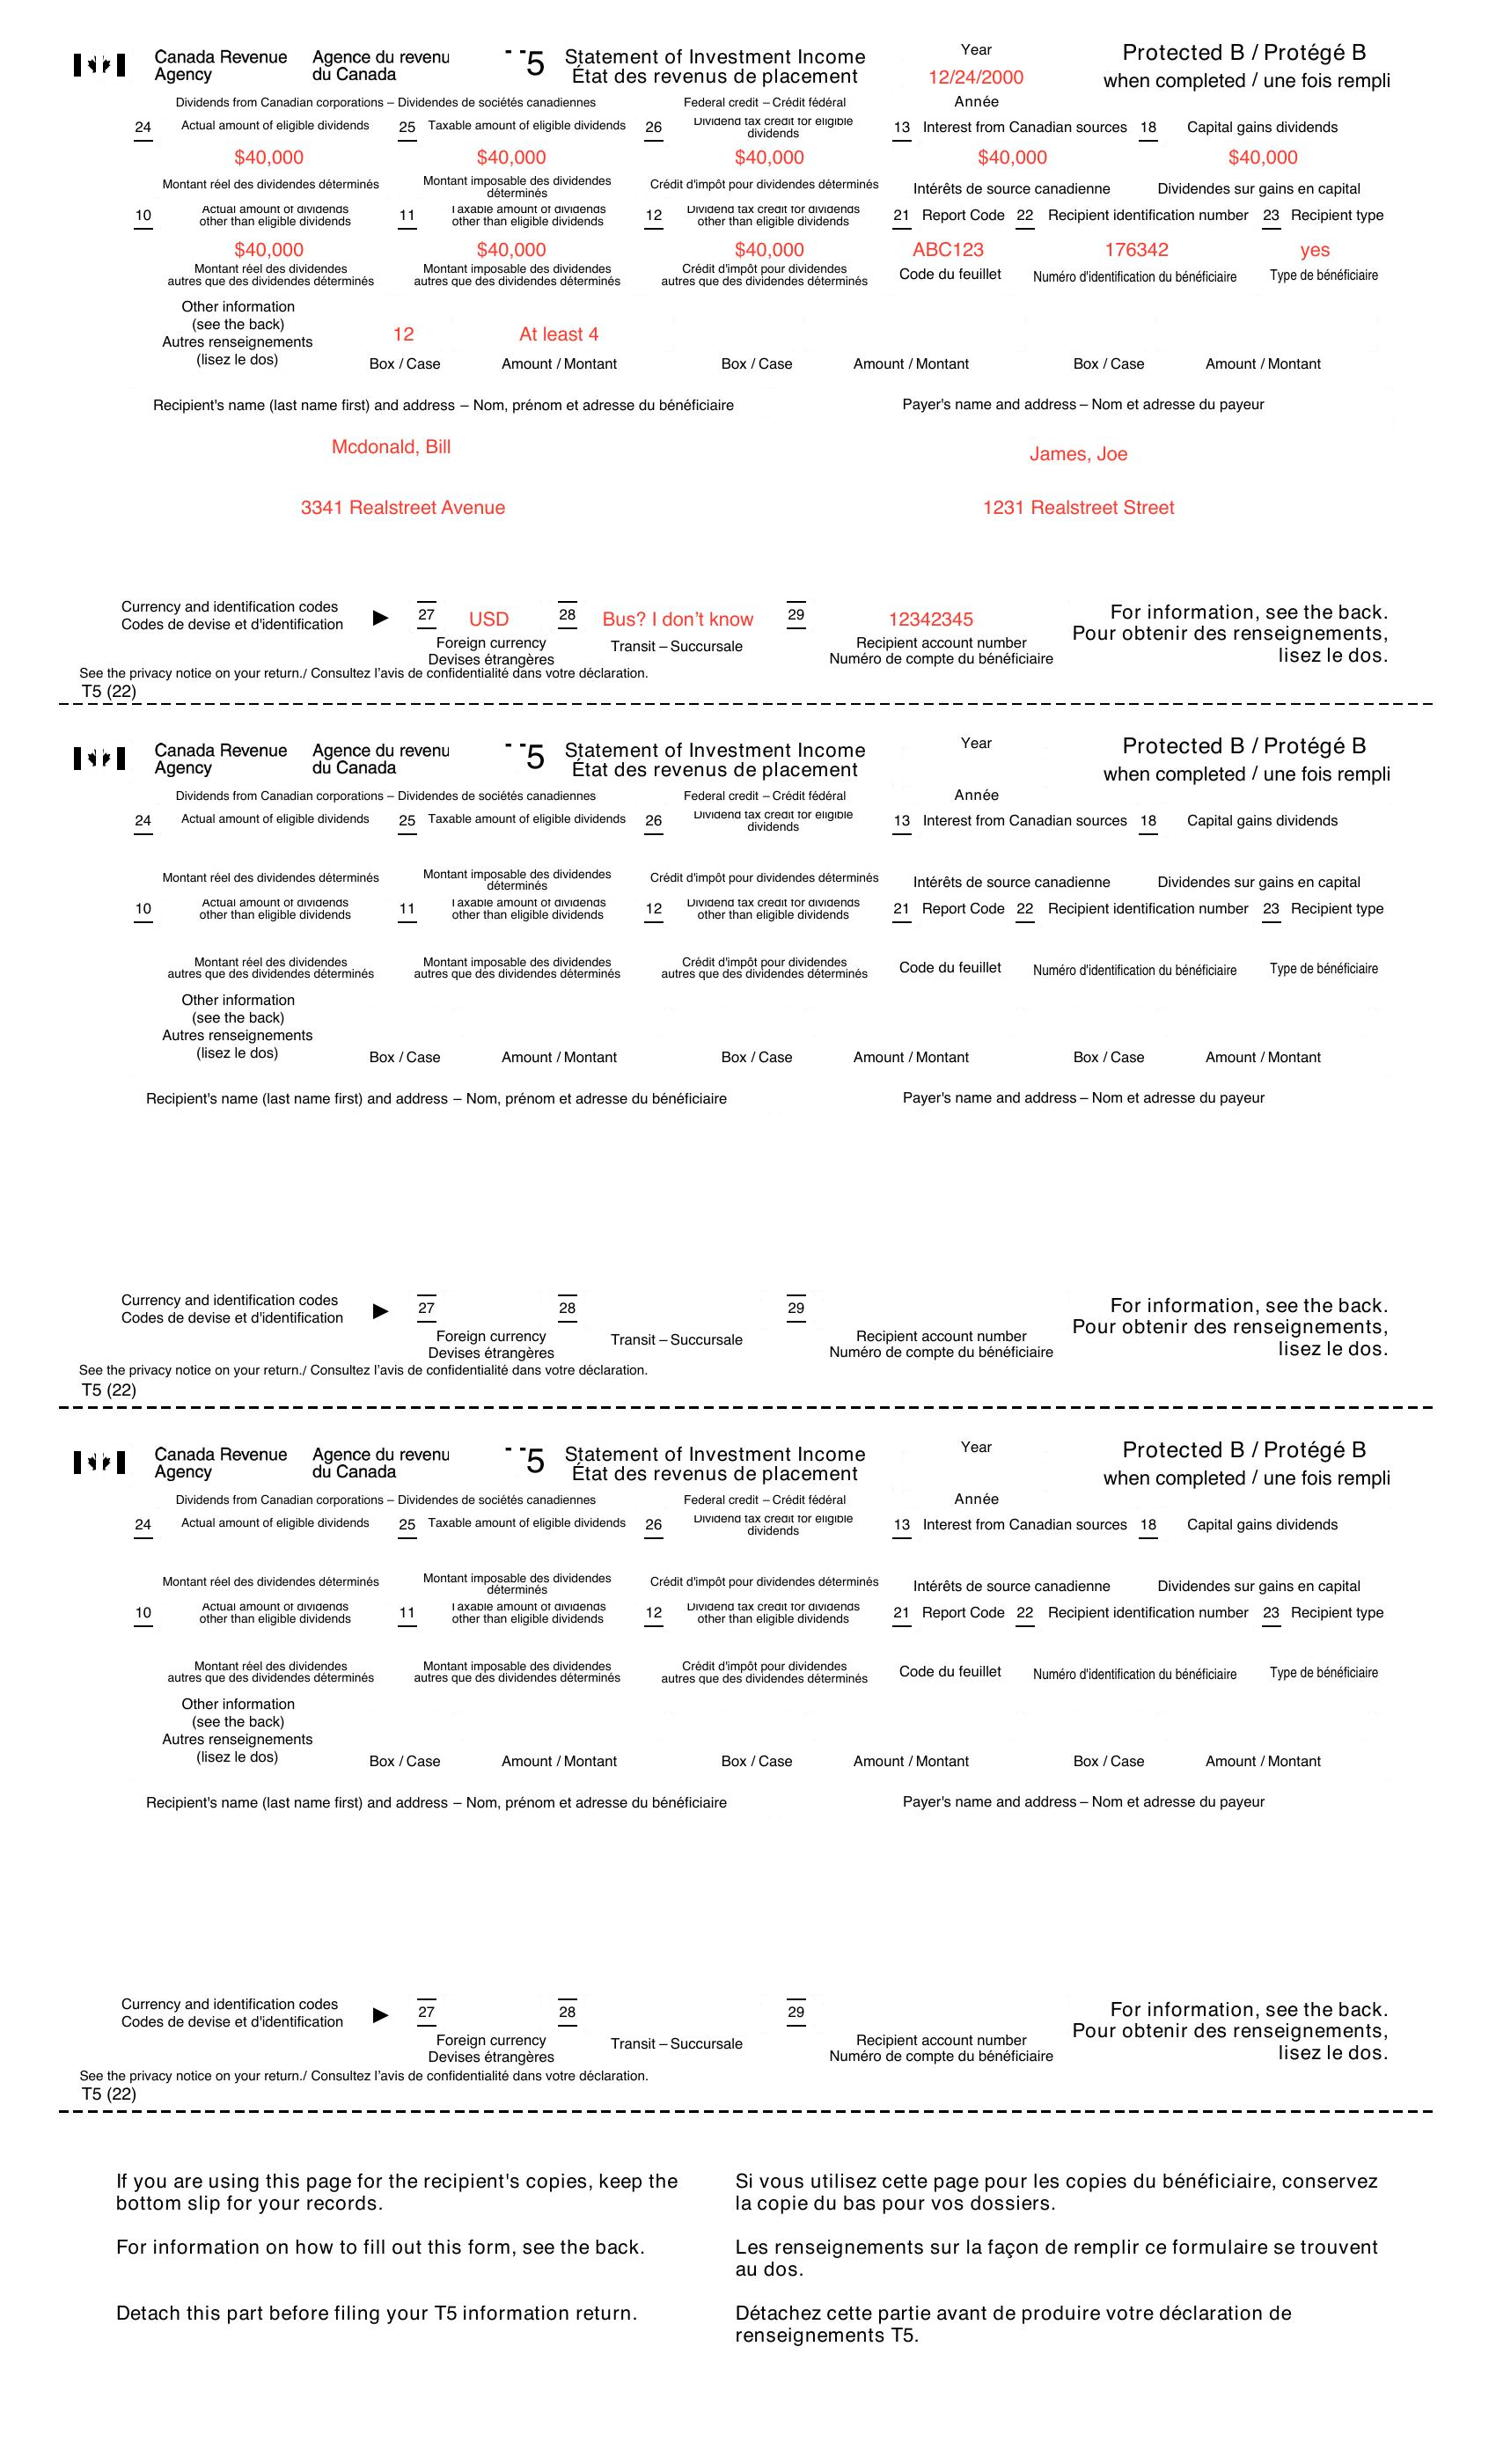 Canada Revenue Agency
Agence du revenu du Canada
5
Statement of Investment Income
État des revenus de placement
Year
12/24/2000
Année
Protected B / Protégé B
when completed / une fois rempli
Dividends from Canadian corporations – Dividendes de sociétés canadiennes
Federal credit – Crédit fédéral
24 Actual amount of eligible dividends
25 Taxable amount of eligible dividends
26 Dividend tax credit for eligible dividends
13 Interest from Canadian sources
18 Capital gains dividends
$40,000 $40,000 $40,000 $40,000 $40,000
Montant réel des dividendes déterminés
Montant imposable des dividendes déterminés
Crédit d'impôt pour dividendes déterminés
Intérêts de source canadienne
Dividendes sur gains en capital
10 Actual amount of dividends other than eligible dividends
11 Taxable amount of dividends other than eligible dividends
12 Dividend tax credit for dividends other than eligible dividends
21 Report Code
22 Recipient identification number
23 Recipient type
$40,000 $40,000 $40,000 ABC123 176342 yes
Montant réel des dividendes autres que des dividendes déterminés
Montant imposable des dividendes autres que des dividendes déterminés
Crédit d'impôt pour dividendes autres que des dividendes déterminés
Code du feuillet
Numéro d'identification du bénéficiaire
Type de bénéficiaire
Other information
(see the back)
Autres renseignements
(lisez le dos)
12 At least 4
Box / Case Amount / Montant Box / Case Amount / Montant Box / Case Amount / Montant
Recipient's name (last name first) and address – Nom, prénom et adresse du bénéficiaire
Payer's name and address – Nom et adresse du payeur
Mcdonald, Bill
James, Joe
3341 Realstreet Avenue
1231 Realstreet Street
Currency and identification codes
Codes de devise et d'identification
27 USD
28 Bus? I don't know
29 12342345
Foreign currency
Devises étrangères
Transit – Succursale
Recipient account number
Numéro de compte du bénéficiaire
For information, see the back.
Pour obtenir des renseignements,
lisez le dos.
See the privacy notice on your return./ Consultez l'avis de confidentialité dans votre déclaration.
T5 (22)
Canada Revenue Agency
Agence du revenu du Canada
5
Statement of Investment Income
État des revenus de placement
Year
Année
Protected B / Protégé B
when completed / une fois rempli
Dividends from Canadian corporations – Dividendes de sociétés canadiennes
Federal credit – Crédit fédéral
24 Actual amount of eligible dividends
25 Taxable amount of eligible dividends
26 Dividend tax credit for eligible dividends
13 Interest from Canadian sources
18 Capital gains dividends
Montant réel des dividendes déterminés
Montant imposable des dividendes déterminés
Crédit d'impôt pour dividendes déterminés
Intérêts de source canadienne
Dividendes sur gains en capital
10 Actual amount of dividends other than eligible dividends
11 Taxable amount of dividends other than eligible dividends
12 Dividend tax credit for dividends other than eligible dividends
21 Report Code
22 Recipient identification number
23 Recipient type
Montant réel des dividendes autres que des dividendes déterminés
Montant imposable des dividendes autres que des dividendes déterminés
Crédit d'impôt pour dividendes autres que des dividendes déterminés
Code du feuillet
Numéro d'identification du bénéficiaire
Type de bénéficiaire
Other information
(see the back)
Autres renseignements
(lisez le dos)
Box / Case Amount / Montant Box / Case Amount / Montant Box / Case Amount / Montant
Recipient's name (last name first) and address – Nom, prénom et adresse du bénéficiaire
Payer's name and address – Nom et adresse du payeur
Currency and identification codes
Codes de devise et d'identification
27
28
29
Foreign currency
Devises étrangères
Transit – Succursale
Recipient account number
Numéro de compte du bénéficiaire
For information, see the back.
Pour obtenir des renseignements,
lisez le dos.
See the privacy notice on your return./ Consultez l'avis de confidentialité dans votre déclaration.
T5 (22)
Canada Revenue Agency
Agence du revenu du Canada
5
Statement of Investment Income
État des revenus de placement
Year
Année
Protected B / Protégé B
when completed / une fois rempli
Dividends from Canadian corporations – Dividendes de sociétés canadiennes
Federal credit – Crédit fédéral
24 Actual amount of eligible dividends
25 Taxable amount of eligible dividends
26 Dividend tax credit for eligible dividends
13 Interest from Canadian sources
18 Capital gains dividends
Montant réel des dividendes déterminés
Montant imposable des dividendes déterminés
Crédit d'impôt pour dividendes déterminés
Intérêts de source canadienne
Dividendes sur gains en capital
10 Actual amount of dividends other than eligible dividends
11 Taxable amount of dividends other than eligible dividends
12 Dividend tax credit for dividends other than eligible dividends
21 Report Code
22 Recipient identification number
23 Recipient type
Montant réel des dividendes autres que des dividendes déterminés
Montant imposable des dividendes autres que des dividendes déterminés
Crédit d'impôt pour dividendes autres que des dividendes déterminés
Code du feuillet
Numéro d'identification du bénéficiaire
Type de bénéficiaire
Other information
(see the back)
Autres renseignements
(lisez le dos)
Box / Case Amount / Montant Box / Case Amount / Montant Box / Case Amount / Montant
Recipient's name (last name first) and address – Nom, prénom et adresse du bénéficiaire
Payer's name and address – Nom et adresse du payeur
Currency and identification codes
Codes de devise et d'identification
27
28
29
Foreign currency
Devises étrangères
Transit – Succursale
Recipient account number
Numéro de compte du bénéficiaire
For information, see the back.
Pour obtenir des renseignements,
lisez le dos.
See the privacy notice on your return./ Consultez l'avis de confidentialité dans votre déclaration.
T5 (22)
If you are using this page for the recipient's copies, keep the
bottom slip for your records.
For information on how to fill out this form, see the back.
Detach this part before filing your T5 information return.
Si vous utilisez cette page pour les copies du bénéficiaire, conservez
la copie du bas pour vos dossiers.
Les renseignements sur la façon de remplir ce formulaire se trouvent
au dos.
Détachez cette partie avant de produire votre déclaration de
renseignements T5.